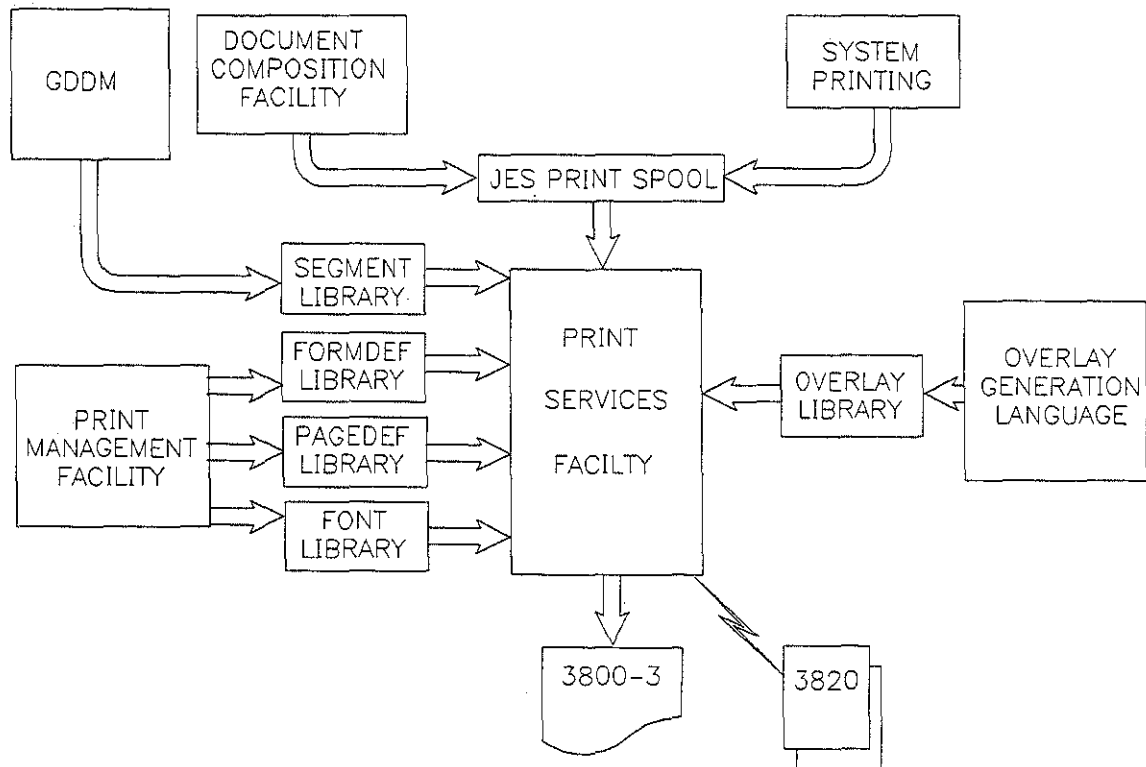 GDDM
DOCUMENT
COMPOSITION
FACILITY
SYSTEM
PRINTING
JES PRINT SPOOL
SEGMENT
LIBRARY
FORMDEF
LIBRARY
PAGEDEF
LIBRARY
FONT
LIBRARY
PRINT
MANAGEMENT
FACILITY
PRINT
SERVICES
FACILTY
OVERLAY
LIBRARY
OVERLAY
GENERATION
LANGUAGE
3800-3
3820